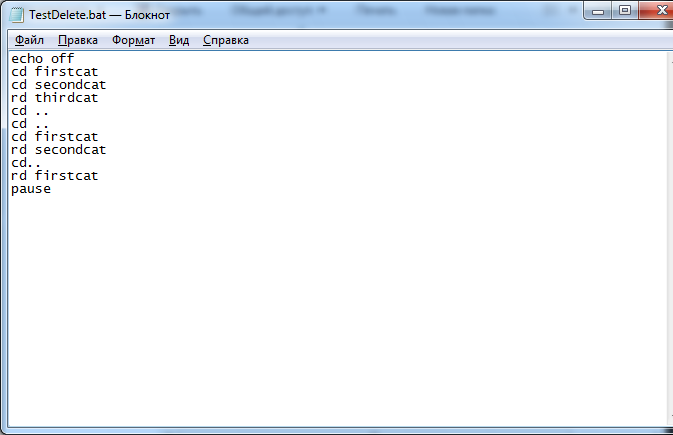 TestDelete.bat — Блокнот
Файл Правка Формат Вид Справка
echo off
cd firstcat
cd secondcat
rd thirdcat
cd ..
cd ..
cd firstcat
rd secondcat
cd..
rd firstcat
pause